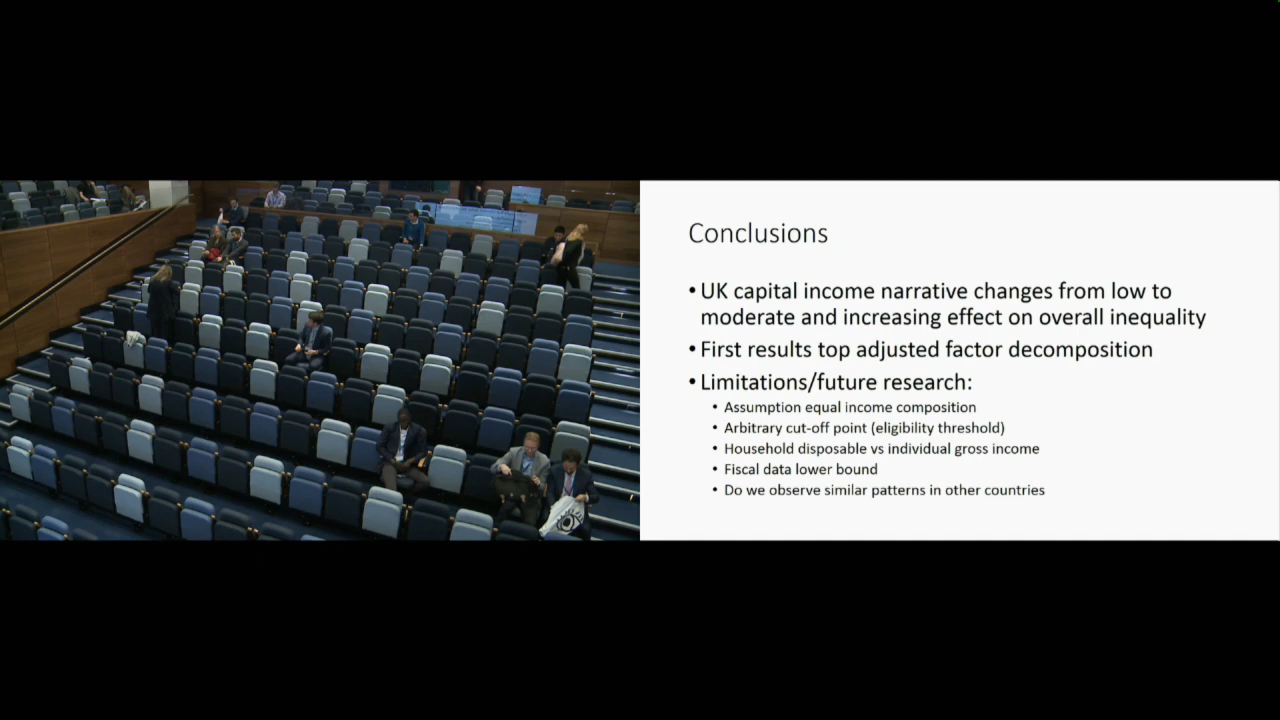 Conclusions
• UK capital income narrative changes from low to
moderate and increasing effect on overall inequality
• First results top adjusted factor decomposition
• Limitations/future research:
• Assumption equal income composition
• Arbitrary cut-off point (eligibility threshold)
• Household disposable vs individual gross income
• Fiscal data lower bound
• Do we observe similar patterns in other countries